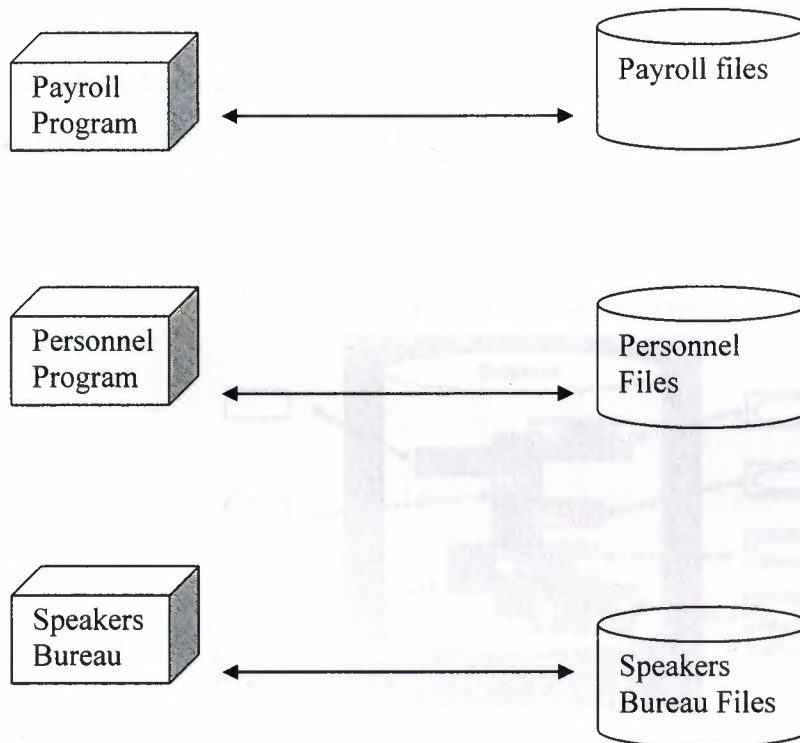 Payroll
Program
Payroll files
Personnel
Program
Personnel
Files
Speakers
Bureau
Speakers
Bureau Files